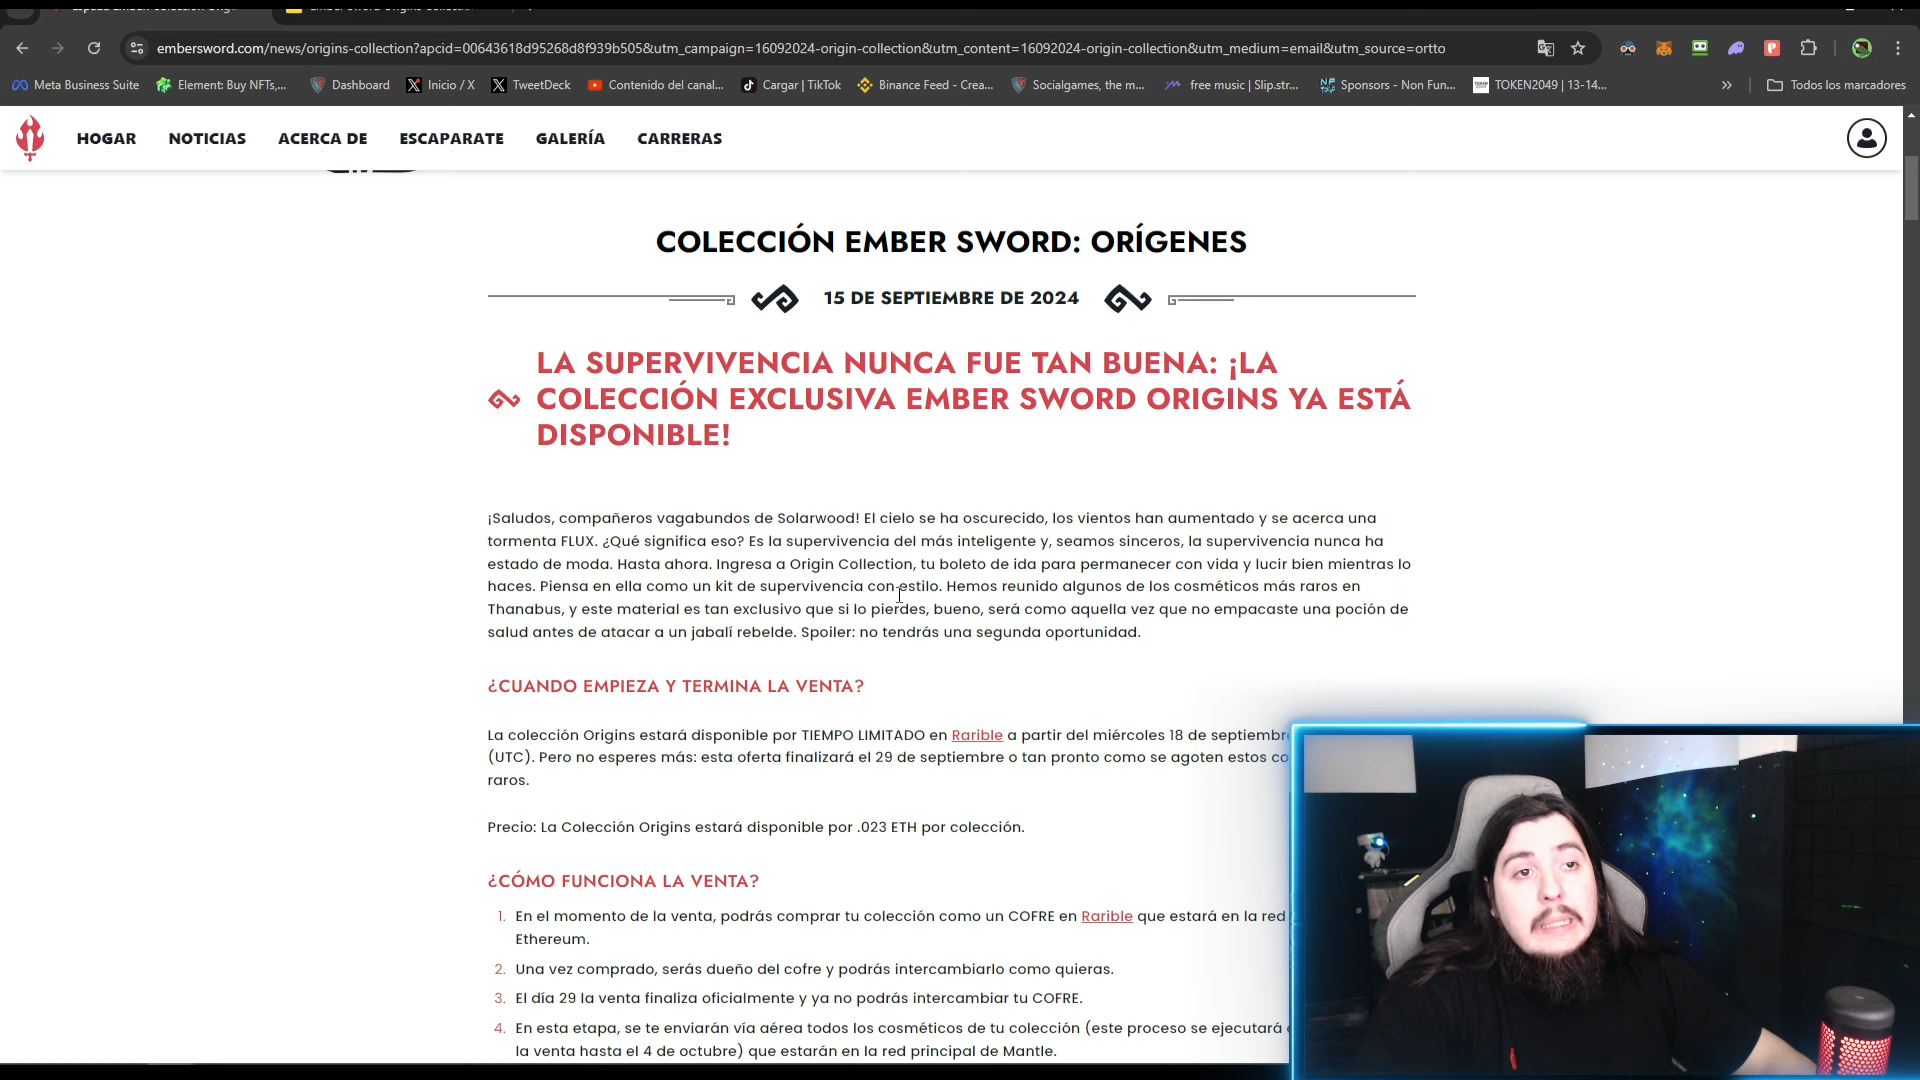 embersword.com/news/origins-collection?apcid=00643618d95268d8f939b505&utm_campaign=16092024-origin-collection&utm_content=16092024-origin-collection&utm_medium=email&utm_source=ortto
Meta Business Suite Element: Buy NFTs,... Dashboard Inicio / X TweetDeck Contenido del canal... Cargar | TikTok Binance Feed - Crea... Socialgames, the m... free music | Slip.str... Sponsors - Non Fun... TOKEN2049 | 13-14... » Todos los marcadores
HOGAR NOTICIAS ACERCA DE ESCAPARATE GALERÍA CARRERAS
COLECCIÓN EMBER SWORD: ORÍGENES
15 DE SEPTIEMBRE DE 2024
LA SUPERVIVENCIA NUNCA FUE TAN BUENA: ¡LA
COLECCIÓN EXCLUSIVA EMBER SWORD ORIGINS YA ESTÁ
DISPONIBLE!
¡Saludos, compañeros vagabundos de Solarwood! El cielo se ha oscurecido, los vientos han aumentado y se acerca una
tormenta FLUX. ¿Qué significa eso? Es la supervivencia del más inteligente y, seamos sinceros, la supervivencia nunca ha
estado de moda. Hasta ahora. Ingresa a Origin Collection, tu boleto de ida para permanecer con vida y lucir bien mientras lo
haces. Piensa en ella como un kit de supervivencia con estilo. Hemos reunido algunos de los cosméticos más raros en
Thanabus, y este material es tan exclusivo que si lo pierdes, bueno, será como aquella vez que no empacaste una poción de
salud antes de atacar a un jabalí rebelde. Spoiler: no tendrás una segunda oportunidad.
¿CUANDO EMPIEZA Y TERMINA LA VENTA?
La colección Origins estará disponible por TIEMPO LIMITADO en Rarible a partir del miércoles 18 de septiembre
(UTC). Pero no esperes más: esta oferta finalizará el 29 de septiembre o tan pronto como se agoten estos co
raros.
Precio: La Colección Origins estará disponible por .023 ETH por colección.
¿CÓMO FUNCIONA LA VENTA?
1. En el momento de la venta, podrás comprar tu colección como un COFRE en Rarible que estará en la red
Ethereum.
2. Una vez comprado, serás dueño del cofre y podrás intercambiarlo como quieras.
3. El día 29 la venta finaliza oficialmente y ya no podrás intercambiar tu COFRE.
4. En esta etapa, se te enviarán vía aérea todos los cosméticos de tu colección (este proceso se ejecutará
la venta hasta el 4 de octubre) que estarán en la red principal de Mantle.